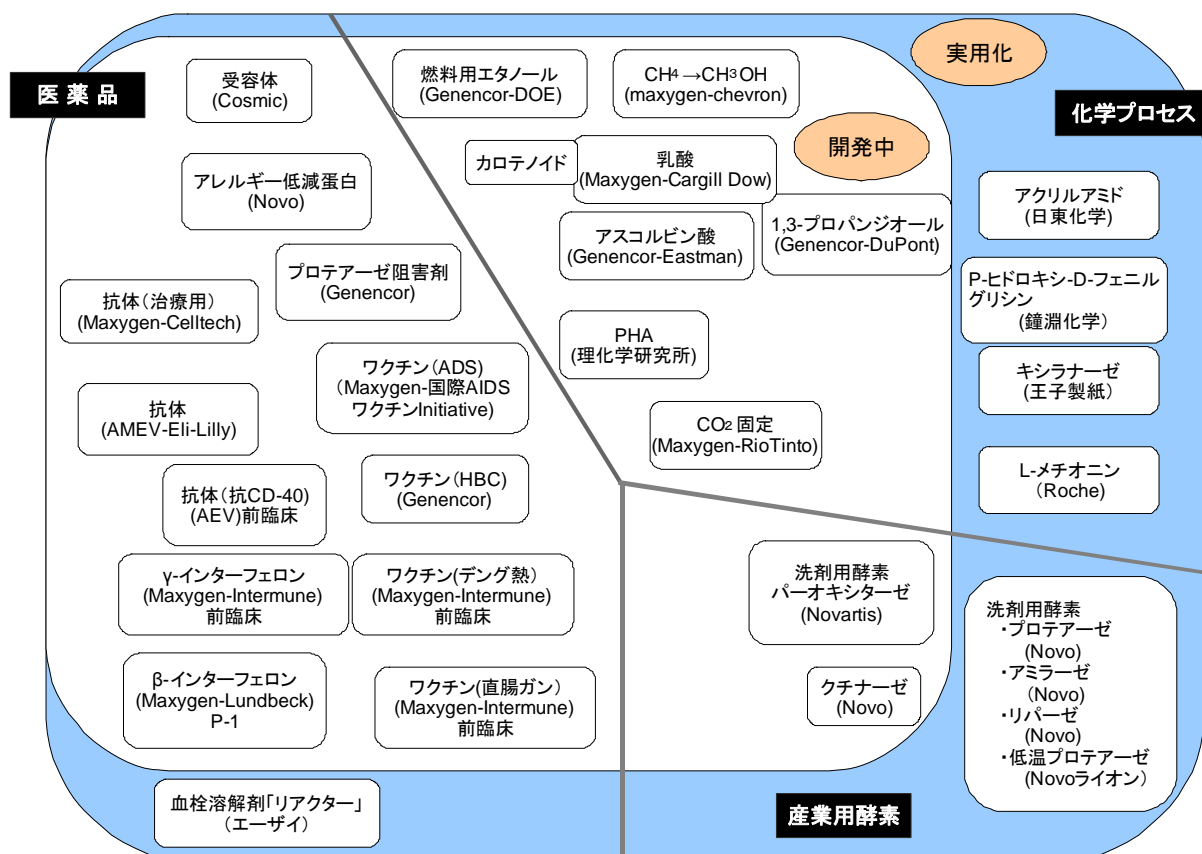 実用化
医薬品
化学プロセス
受容体
(Cosmic)
燃料用エタノール
(Genencor-DOE)
CH4→CH3OH
(maxygen-chevron)
開発中
カロテノイド
乳酸
(Maxygen-Cargill Dow)
アレルギー低減蛋白
(Novo)
アスコルビン酸
(Genencor-Eastman)
1,3-プロパンジオール
(Genencor-DuPont)
アクリルアミド
(日東化学)
プロテアーゼ阻害剤
(Genencor)
P-ヒドロキシ-D-フェニル
グリシン
(鐘淵化学)
抗体(治療用)
(Maxygen-Celltech)
PHA
(理化学研究所)
ワクチン(ADS)
(Maxygen-国際AIDS
ワクチンInitiative)
キシラナーゼ
(王子製紙)
抗体
(AMEV-Eli-Lilly)
CO2 固定
(Maxygen-RioTinto)
抗体(抗CD-40)
(AEV)前臨床
ワクチン(HBC)
(Genencor)
L-メチオニン
(Roche)
γ-インターフェロン
(Maxygen-Intermune)
前臨床
ワクチン(デング熱)
(Maxygen-Intermune)
前臨床
洗剤用酵素
パーオキシターゼ
(Novartis)
洗剤用酵素
・プロテアーゼ
(Novo)
・アミラーゼ
(Novo)
・リパーゼ
(Novo)
・低温プロテアーゼ
(Novoライオン)
β-インターフェロン
(Maxygen-Lundbeck)
P-1
ワクチン(直腸ガン)
(Maxygen-Intermune)
前臨床
クチナーゼ
(Novo)
血栓溶解剤「リアクター」
(エーザイ)
産業用酵素